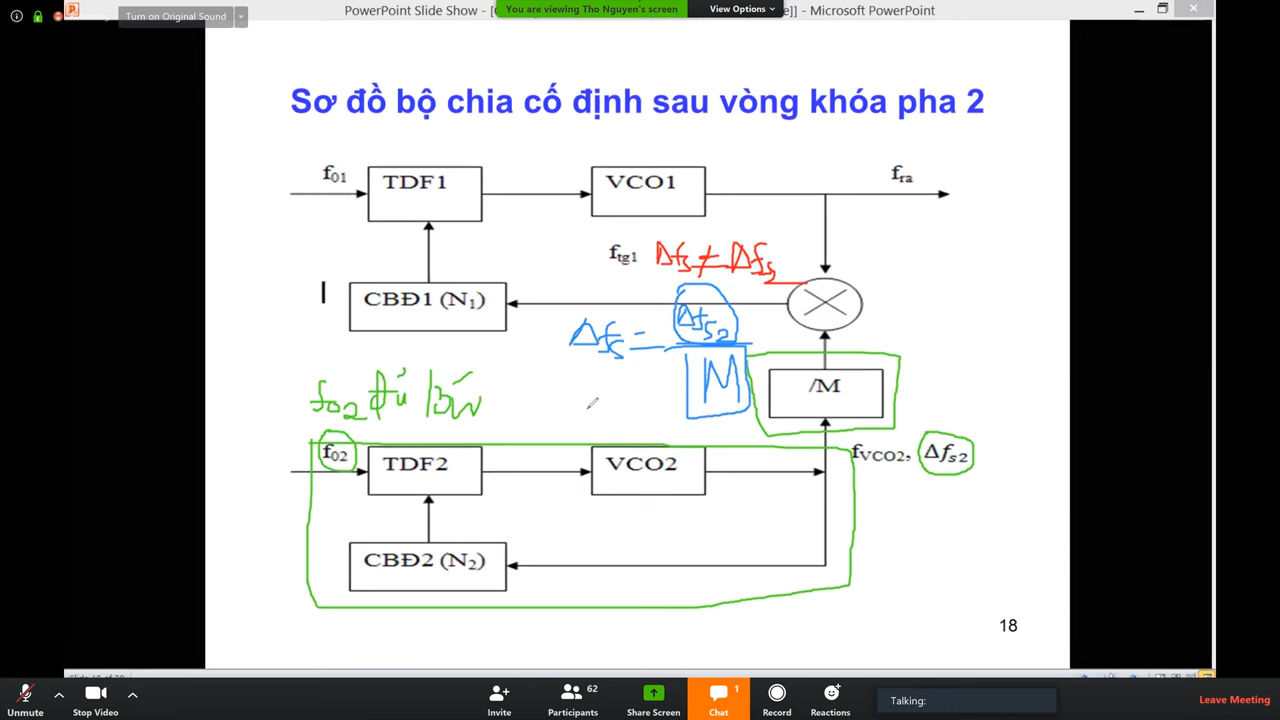 PowerPoint Slide Show - [
You are viewing Tho Nguyen's screen
View Options
]] - Microsoft PowerPoint
Turn on Original Sound
Sơ đồ bộ chia cố định sau vòng khóa pha 2
f01
TDF1
VCO1
fra
ftg1
Δfs ≠ Δfs2
CBĐ1 (N1)
Δfs = Δfs2
M
/M
f02 đủ lớn
f02
TDF2
VCO2
fVCO2, Δfs2
CBĐ2 (N2)
18
Unmute
Stop Video
Invite
62
Participants
Share Screen
1
Chat
Record
Reactions
Talking:
Leave Meeting